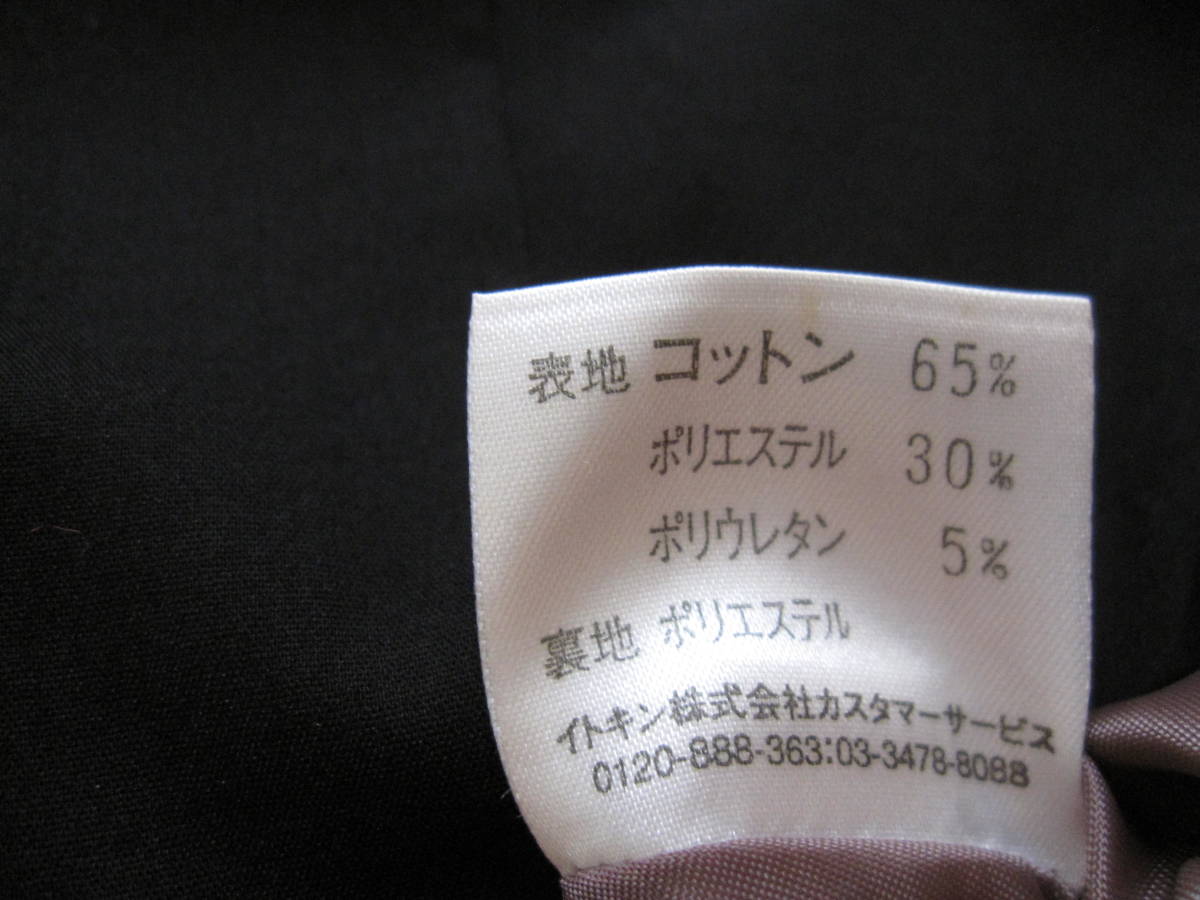 表地 コットン 65%
ポリエステル 30%
ポリウレタン 5%
裏地 ポリエステル
イトキン株式会社カスタマーサービス
0120-888-363:03-3478-8088